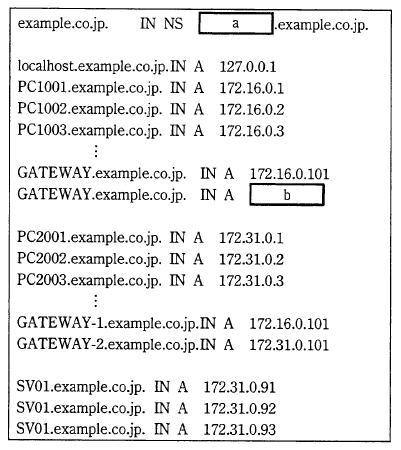 example.co.jp. IN NS a .example.co.jp.
localhost.example.co.jp.IN A 127.0.0.1
PC1001.example.co.jp. IN A 172.16.0.1
PC1002.example.co.jp. IN A 172.16.0.2
PC1003.example.co.jp. IN A 172.16.0.3
⋮
GATEWAY.example.co.jp. IN A 172.16.0.101
GATEWAY.example.co.jp. IN A b
PC2001.example.co.jp. IN A 172.31.0.1
PC2002.example.co.jp. IN A 172.31.0.2
PC2003.example.co.jp. IN A 172.31.0.3
⋮
GATEWAY-1.example.co.jp.IN A 172.16.0.101
GATEWAY-2.example.co.jp.IN A 172.31.0.101
SV01.example.co.jp. IN A 172.31.0.91
SV01.example.co.jp. IN A 172.31.0.92
SV01.example.co.jp. IN A 172.31.0.93